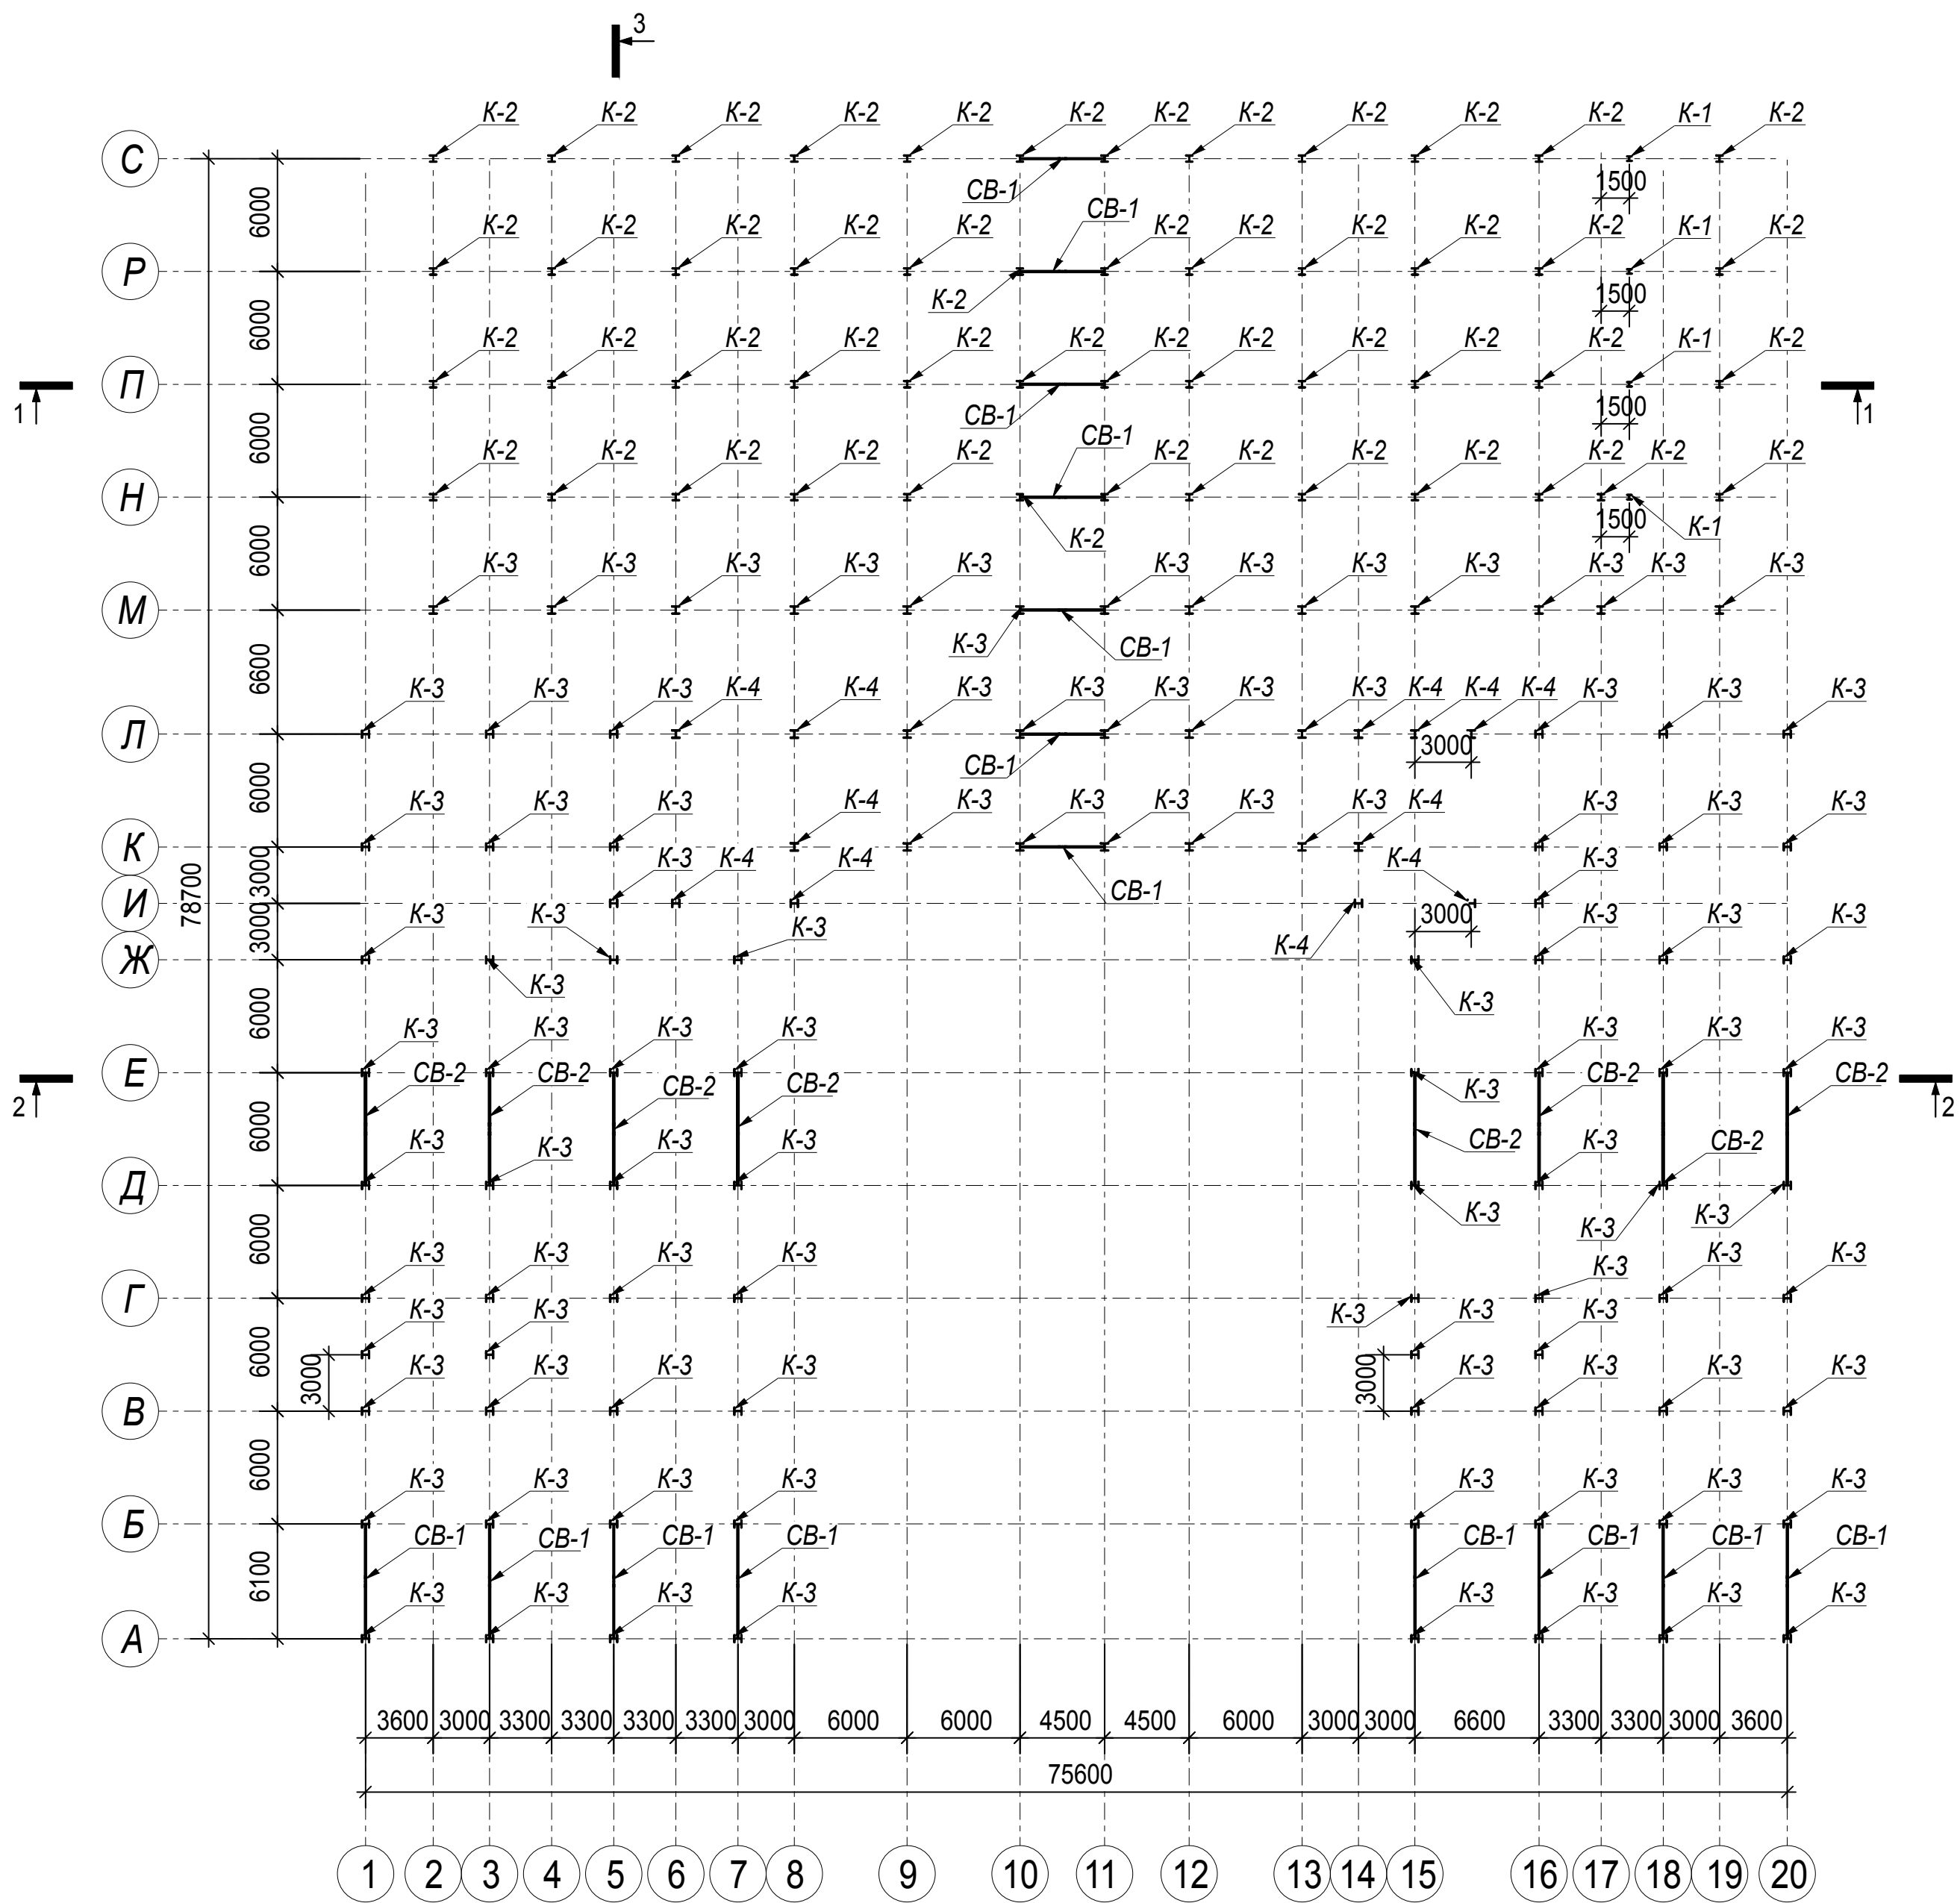 3
К-2 К-2 К-2 К-2 К-2 К-2 К-2 К-2 К-2 К-2 К-2 К-1 К-2
С
СВ-1 1500
6000
СВ-1
К-2 К-2 К-2 К-2 К-2 К-2 К-2 К-2 К-2 К-2 К-1 К-2
Р
К-2 1500
6000
К-2 К-2 К-2 К-2 К-2 К-2 К-2 К-2 К-2 К-2 К-2 К-1 К-2
П
1 СВ-1 1500 1
6000
СВ-1
К-2 К-2 К-2 К-2 К-2 К-2 К-2 К-2 К-2 К-2 К-2 К-2
Н
К-2 1500 К-1
6000
К-3 К-3 К-3 К-3 К-3 К-3 К-3 К-3 К-3 К-3 К-3 К-3
М
К-3 СВ-1
6600
К-3 К-3 К-3 К-4 К-4 К-3 К-3 К-3 К-3 К-3 К-4 К-4 К-4 К-3 К-3 К-3
Л
СВ-1 3000
6000
К-3 К-3 К-3 К-4 К-3 К-3 К-3 К-3 К-3 К-4 К-3 К-3 К-3
К
78700
3000
К-3 К-4 К-4 К-4 К-3
И
СВ-1
3000 3000
К-3 К-3 К-3 К-4 К-3 К-3 К-3
Ж
К-3 К-3
6000
К-3 К-3 К-3 К-3 К-3 К-3 К-3
Е
СВ-2 СВ-2 СВ-2 СВ-2 К-3 СВ-2 СВ-2
2 2
6000
К-3 К-3 К-3 К-3 СВ-2 К-3 СВ-2
Д
К-3 К-3 К-3
6000
К-3 К-3 К-3 К-3 К-3 К-3 К-3
Г
К-3 К-3 К-3 К-3 К-3
6000
3000 3000
К-3 К-3 К-3 К-3 К-3 К-3 К-3 К-3
В
6000
К-3 К-3 К-3 К-3 К-3 К-3 К-3 К-3
Б
СВ-1 СВ-1 СВ-1 СВ-1 СВ-1 СВ-1 СВ-1 СВ-1
6100
К-3 К-3 К-3 К-3 К-3 К-3 К-3 К-3
А
3600 3000 3300 3300 3300 3300 3000 6000 6000 4500 4500 6000 3000 3000 6600 3300 3300 3000 3600
75600
1 2 3 4 5 6 7 8 9 10 11 12 13 14 15 16 17 18 19 20